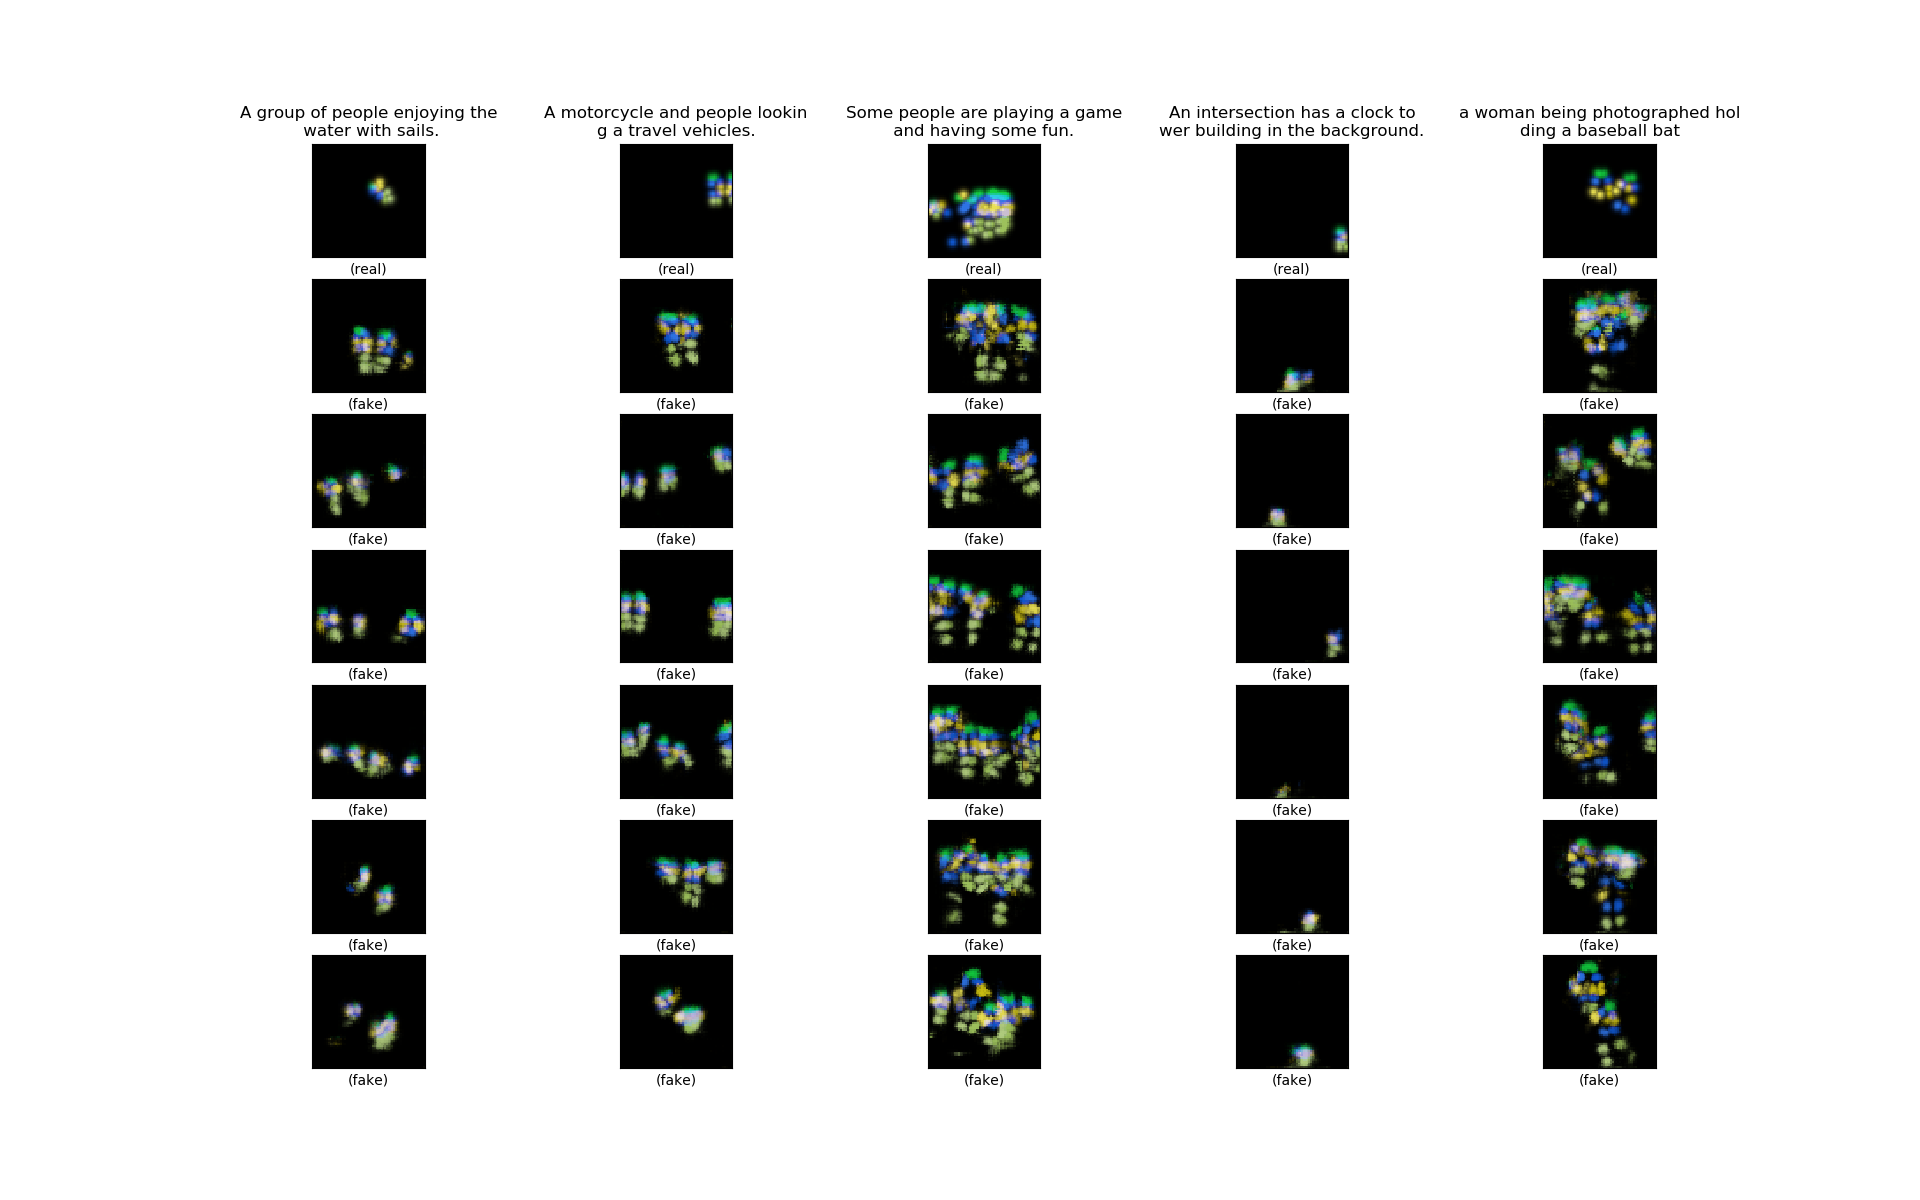 A group of people enjoying the
water with sails.
A motorcycle and people lookin
g a travel vehicles.
Some people are playing a game
and having some fun.
An intersection has a clock to
wer building in the background.
a woman being photographed hol
ding a baseball bat
(real) (real) (real) (real) (real)
(fake) (fake) (fake) (fake) (fake)
(fake) (fake) (fake) (fake) (fake)
(fake) (fake) (fake) (fake) (fake)
(fake) (fake) (fake) (fake) (fake)
(fake) (fake) (fake) (fake) (fake)
(fake) (fake) (fake) (fake) (fake)